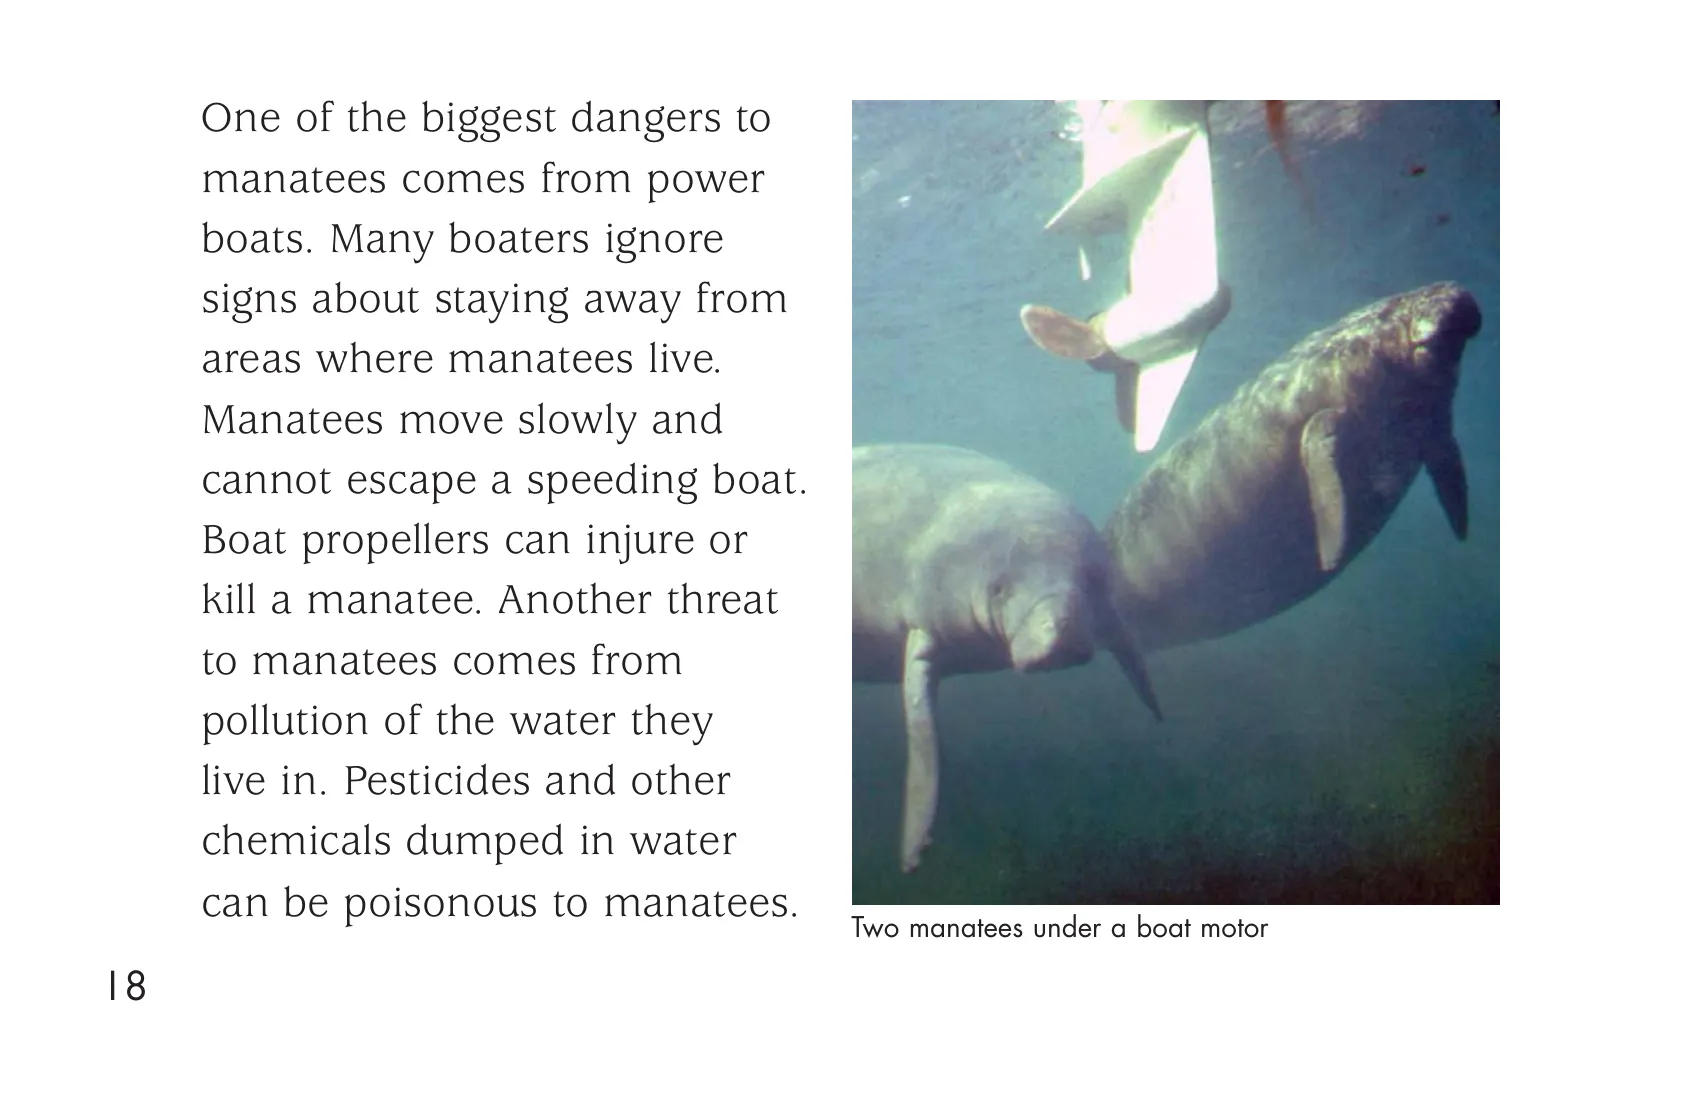 One of the biggest dangers to
manatees comes from power
boats. Many boaters ignore
signs about staying away from
areas where manatees live.
Manatees move slowly and
cannot escape a speeding boat.
Boat propellers can injure or
kill a manatee. Another threat
to manatees comes from
pollution of the water they
live in. Pesticides and other
chemicals dumped in water
can be poisonous to manatees.
Two manatees under a boat motor
18